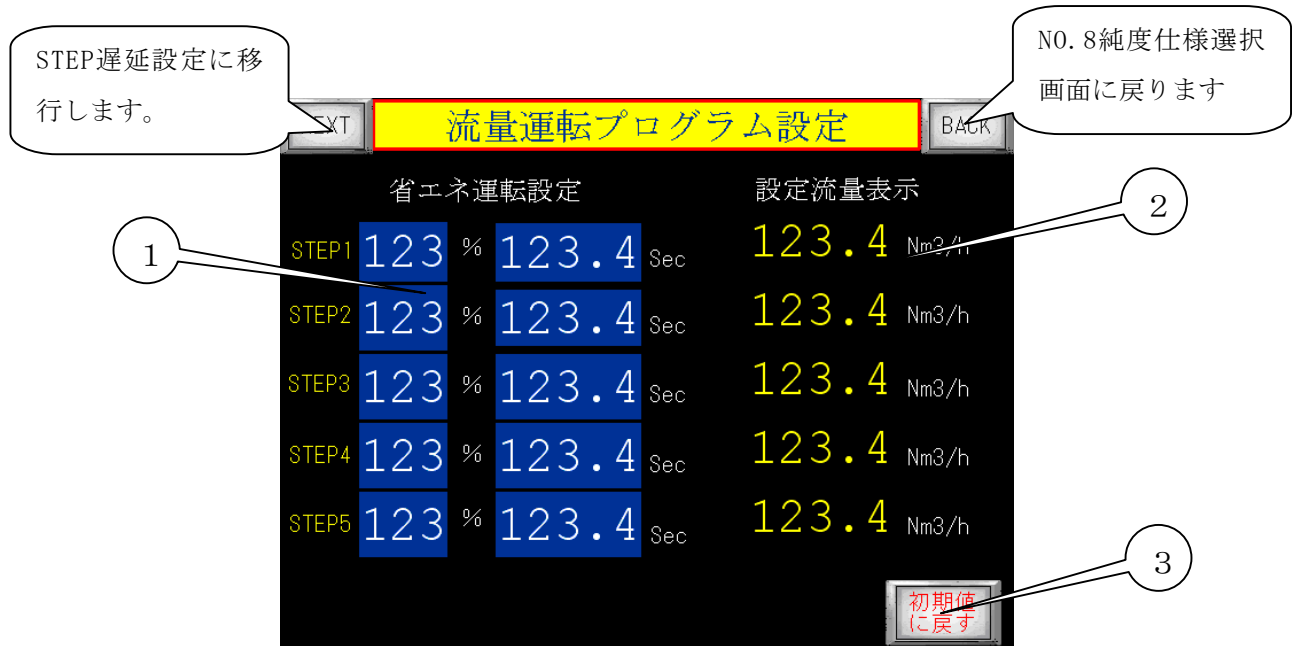 STEP遅延設定に移
行します。
NO.8純度仕様選択
画面に戻ります
流量運転プログラム設定
BACK
省エネ運転設定
設定流量表示
1
2
STEP1 123 % 123.4 Sec 123.4 Nm3/h
STEP2 123 % 123.4 Sec 123.4 Nm3/h
STEP3 123 % 123.4 Sec 123.4 Nm3/h
STEP4 123 % 123.4 Sec 123.4 Nm3/h
STEP5 123 % 123.4 Sec 123.4 Nm3/h
3
初期値
に戻す